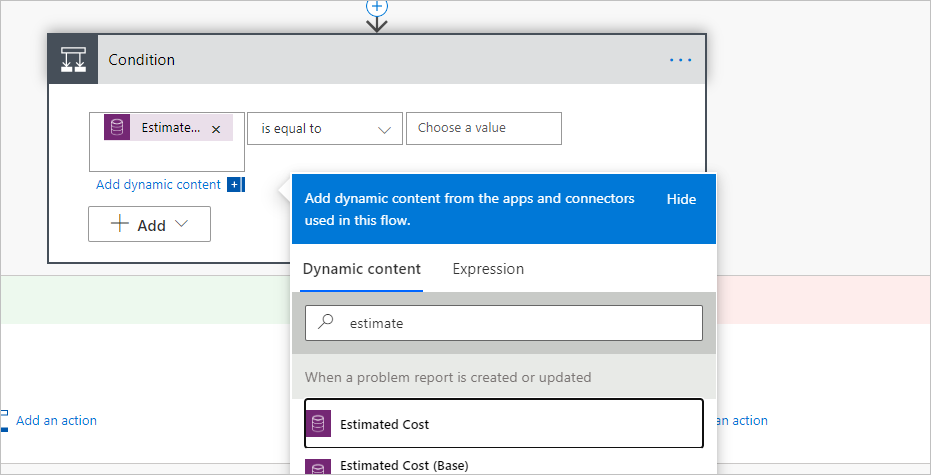 Condition
Estimate...
is equal to
Choose a value
Add dynamic content
Add
Add dynamic content from the apps and connectors
used in this flow.
Hide
Dynamic content
Expression
estimate
When a problem report is created or updated
Estimated Cost
Estimated Cost (Base)
Add an action
an action